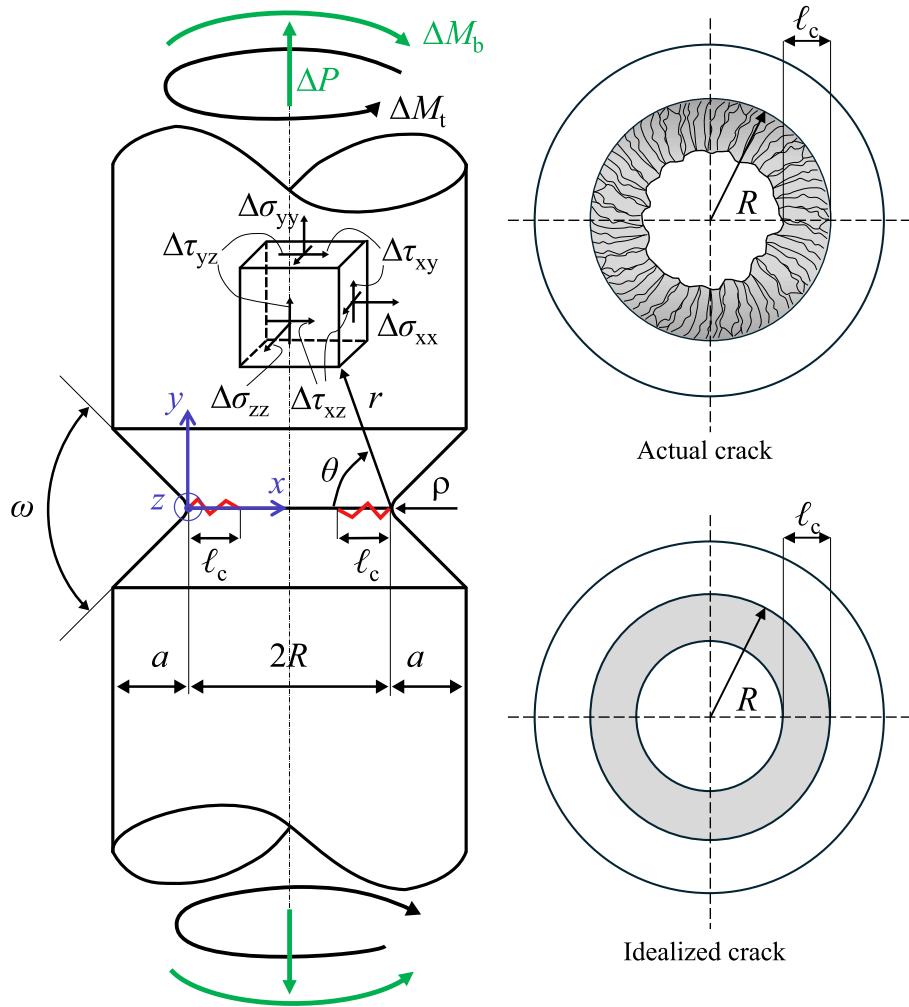 ΔM_b
ΔP
ΔM_t
Δσ_yy
Δτ_yz
Δτ_xy
Δσ_xx
Δσ_zz
Δτ_xz
r
y
θ
ω
z
x
ρ
ℓ_c
ℓ_c
a
2R
a
ℓ_c
R
Actual crack
ℓ_c
R
Idealized crack